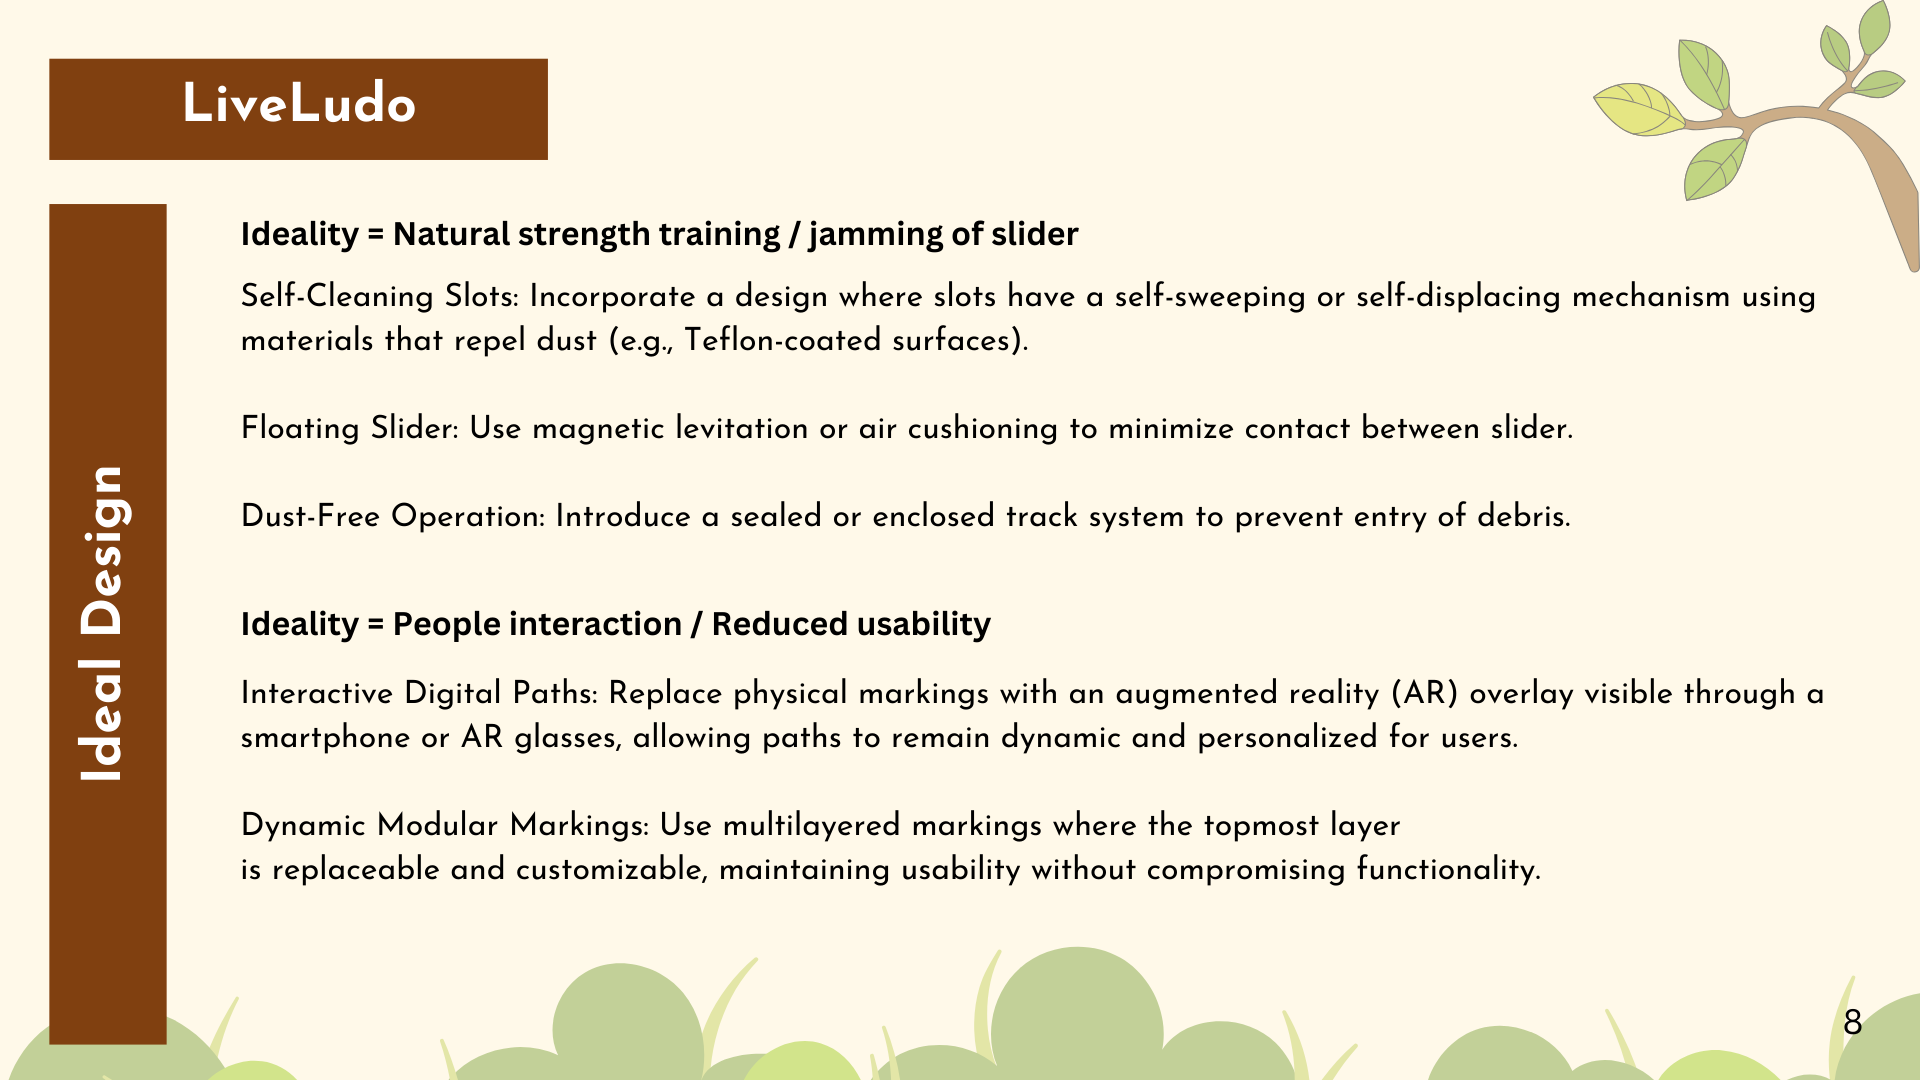 LiveLudo
Ideal Design
Ideality = Natural strength training / jamming of slider
Self-Cleaning Slots: Incorporate a design where slots have a self-sweeping or self-displacing mechanism using
materials that repel dust (e.g., Teflon-coated surfaces).
Floating Slider: Use magnetic levitation or air cushioning to minimize contact between slider.
Dust-Free Operation: Introduce a sealed or enclosed track system to prevent entry of debris.
Ideality = People interaction / Reduced usability
Interactive Digital Paths: Replace physical markings with an augmented reality (AR) overlay visible through a
smartphone or AR glasses, allowing paths to remain dynamic and personalized for users.
Dynamic Modular Markings: Use multilayered markings where the topmost layer
is replaceable and customizable, maintaining usability without compromising functionality.
8